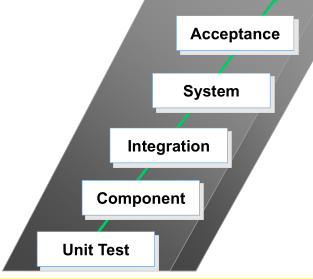 Acceptance
System
Integration
Component
Unit Test